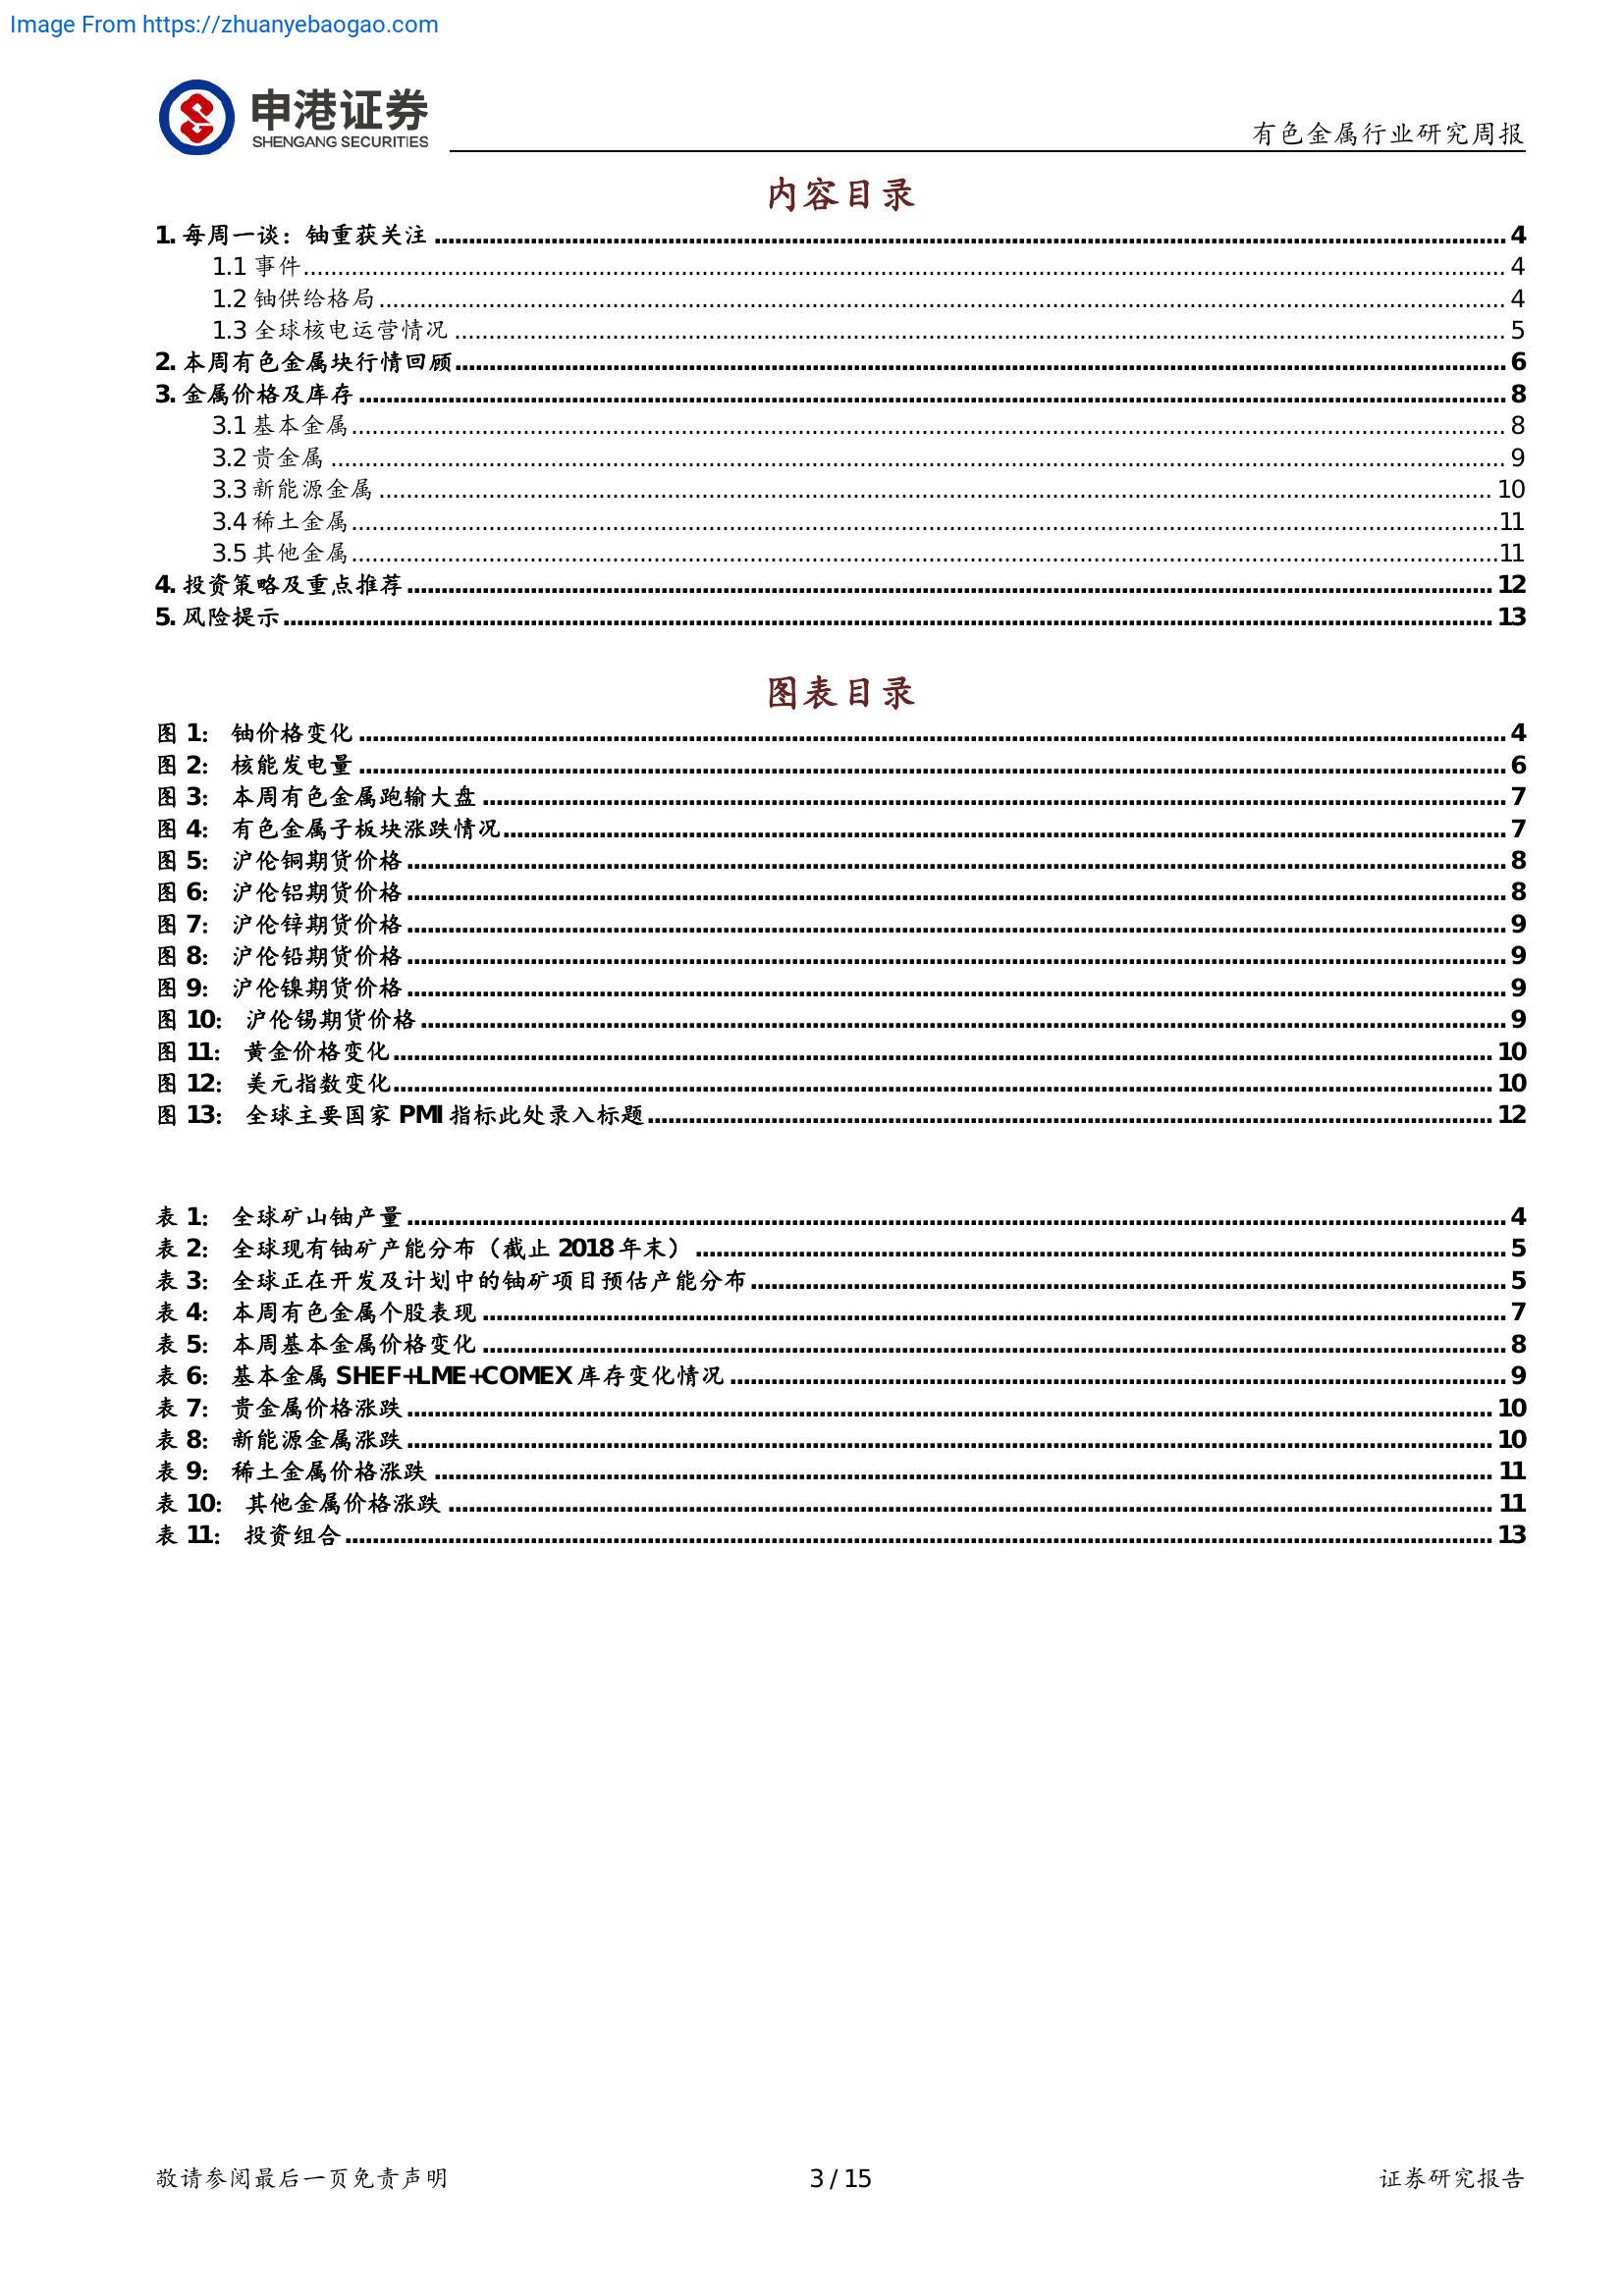 Image From https://zhuanyebaogao.com
申港证券
SHENGANG SECURITIES
有色金属行业研究周报
内容目录
1. 每周一谈：铀重获关注 4
1.1 事件 4
1.2 铀供给格局 4
1.3 全球核电运营情况 5
2. 本周有色金属块行情回顾 6
3. 金属价格及库存 8
3.1 基本金属 8
3.2 贵金属 9
3.3 新能源金属 10
3.4 稀土金属 11
3.5 其他金属 11
4. 投资策略及重点推荐 12
5. 风险提示 13
图表目录
图 1： 铀价格变化 4
图 2： 核能发电量 6
图 3： 本周有色金属跑输大盘 7
图 4： 有色金属子板块涨跌情况 7
图 5： 沪伦铜期货价格 8
图 6： 沪伦铝期货价格 8
图 7： 沪伦锌期货价格 9
图 8： 沪伦铅期货价格 9
图 9： 沪伦镍期货价格 9
图 10： 沪伦锡期货价格 9
图 11： 黄金价格变化 10
图 12： 美元指数变化 10
图 13： 全球主要国家 PMI 指标此处录入标题 12
表 1： 全球矿山铀产量 4
表 2： 全球现有铀矿产能分布（截止 2018 年末） 5
表 3： 全球正在开发及计划中的铀矿项目预估产能分布 5
表 4： 本周有色金属个股表现 7
表 5： 本周基本金属价格变化 8
表 6： 基本金属 SHEF+LME+COMEX 库存变化情况 9
表 7： 贵金属价格涨跌 10
表 8： 新能源金属涨跌 10
表 9： 稀土金属价格涨跌 11
表 10： 其他金属价格涨跌 11
表 11： 投资组合 13
敬请参阅最后一页免责声明
3 / 15
证券研究报告